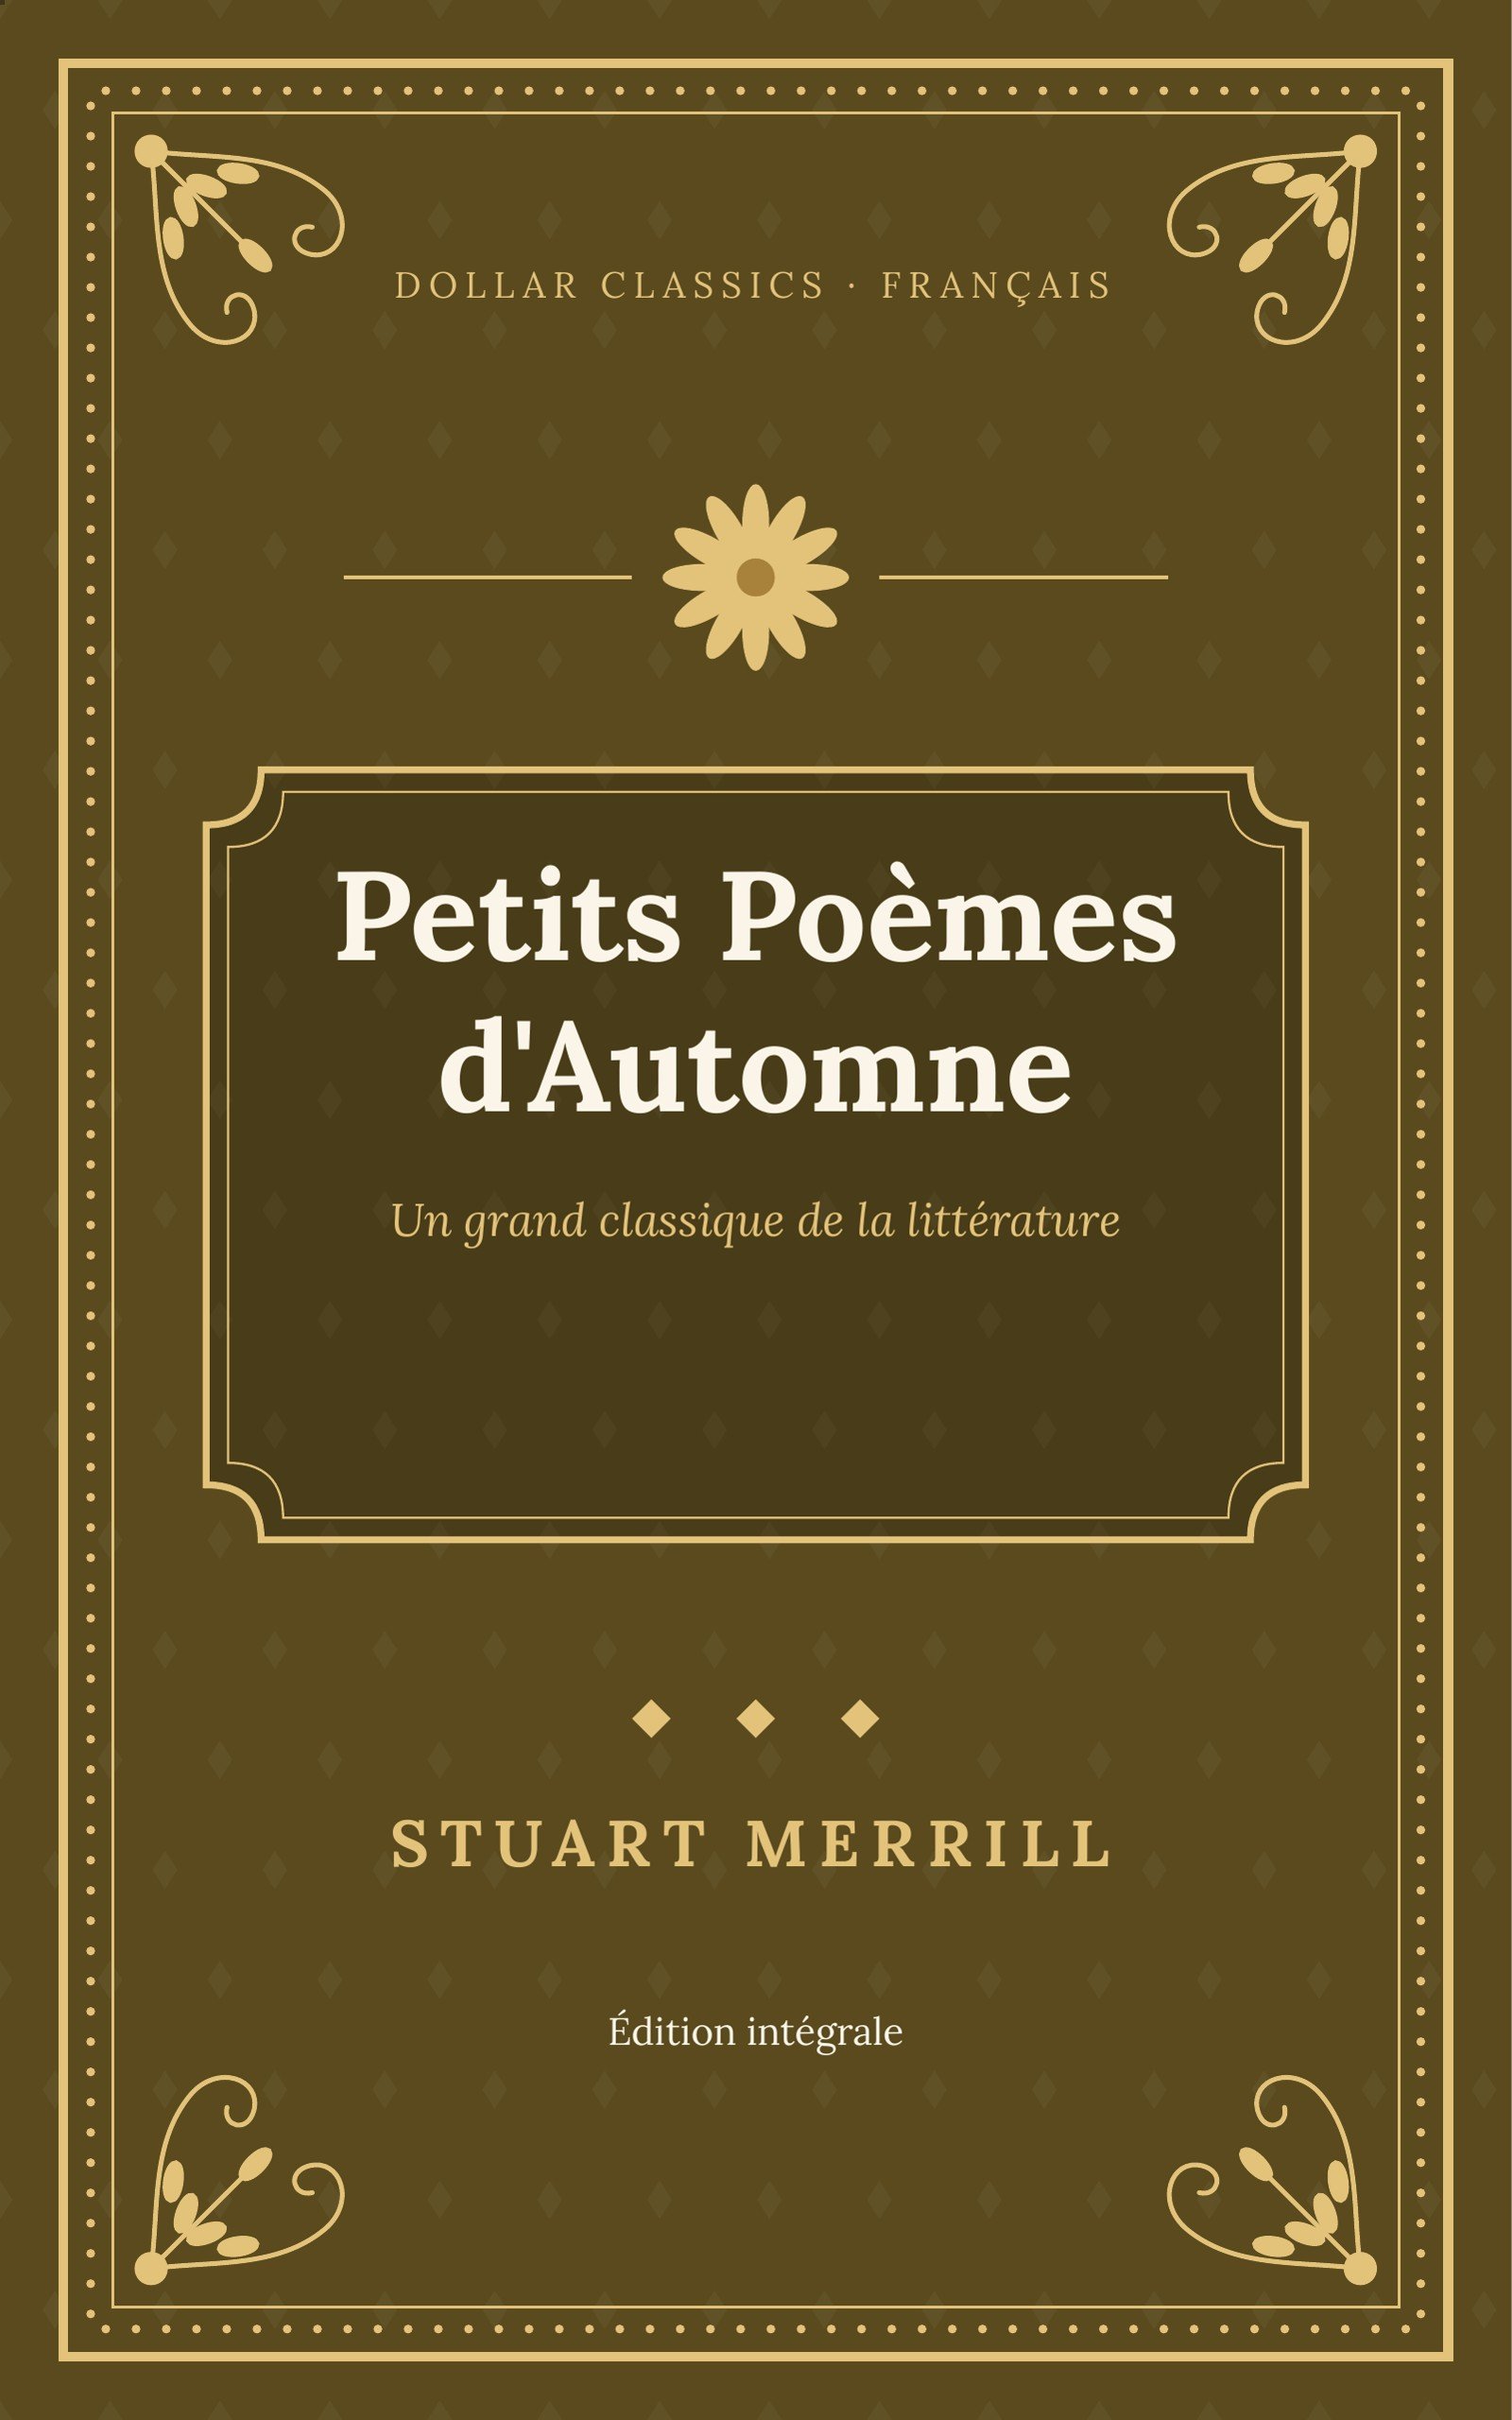 DOLLAR CLASSICS · FRANÇAIS
Petits Poèmes
d'Automne
Un grand classique de la littérature
STUART MERRILL
Édition intégrale